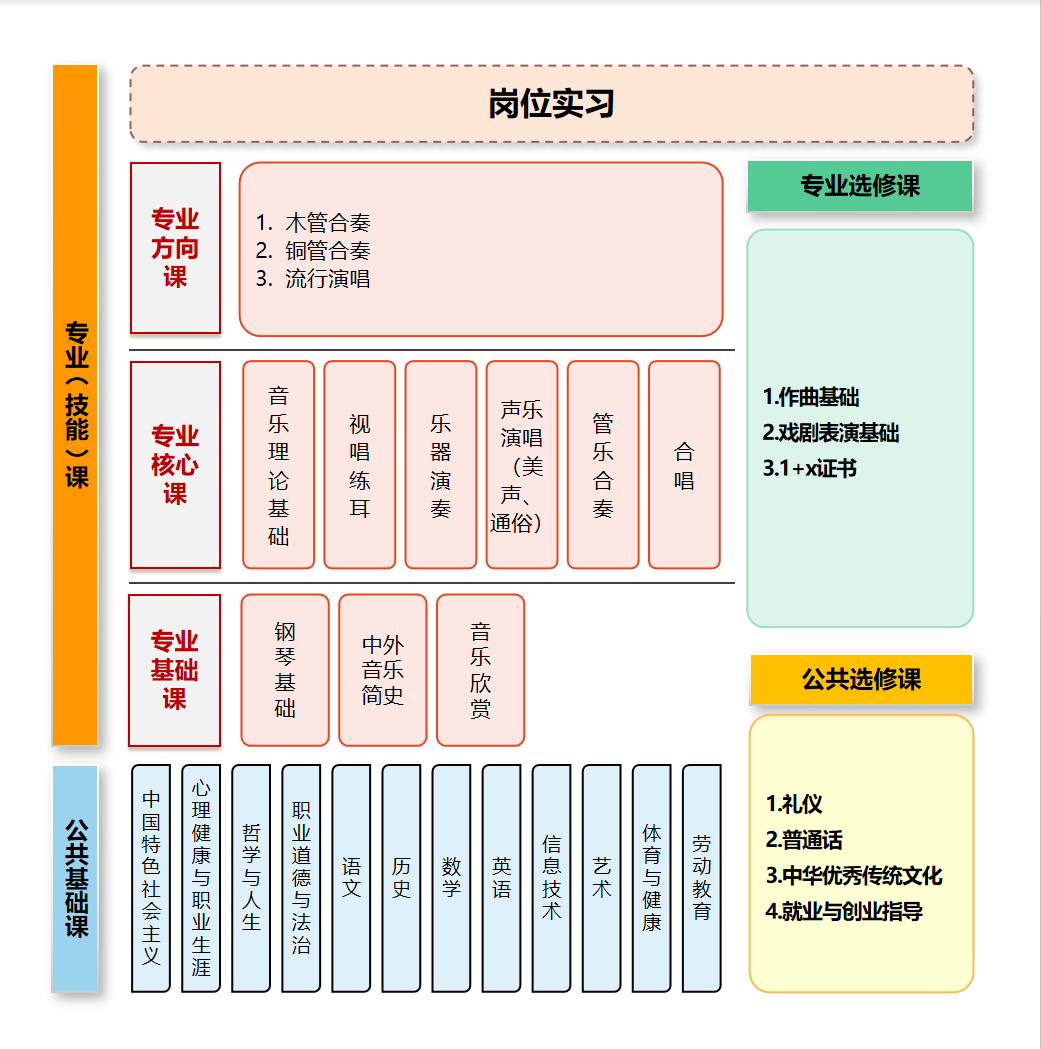 岗位实习
专业（技能）课
专业
方向
课
1. 木管合奏
2. 铜管合奏
3. 流行演唱
专业选修课
1.作曲基础
2.戏剧表演基础
3.1+x证书
专业
核心
课
音乐理论基础
视唱练耳
乐器演奏
声乐
演唱
（美
声、
通俗）
管乐合奏
合唱
专业
基础
课
钢琴基础
中外
音乐
简史
音乐欣赏
公共选修课
1.礼仪
2.普通话
3.中华优秀传统文化
4.就业与创业指导
公共基础课
中国特色社会主义
心理健康与职业生涯
哲学与人生
职业道德与法治
语文
历史
数学
英语
信息技术
艺术
体育与健康
劳动教育